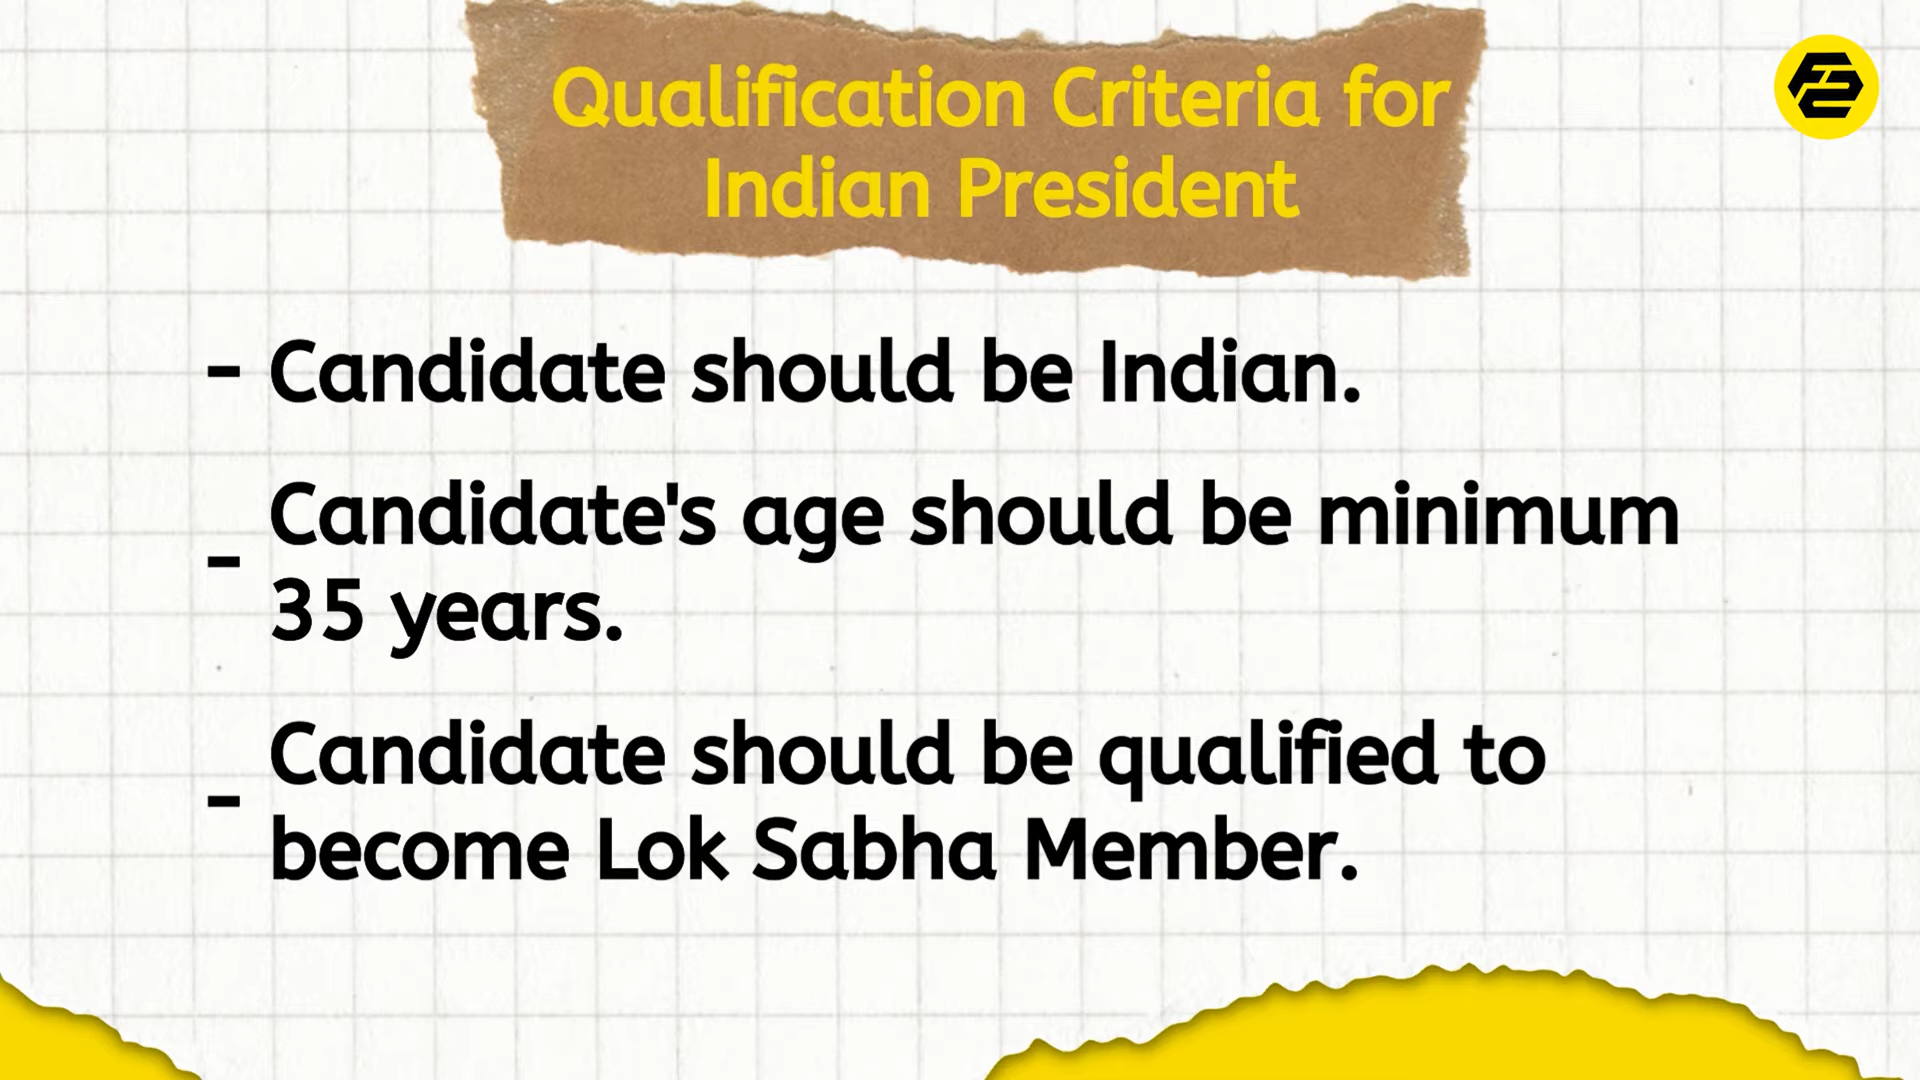 Qualification Criteria for
Indian President
- Candidate should be Indian.
- Candidate's age should be minimum
35 years.
- Candidate should be qualified to
become Lok Sabha Member.